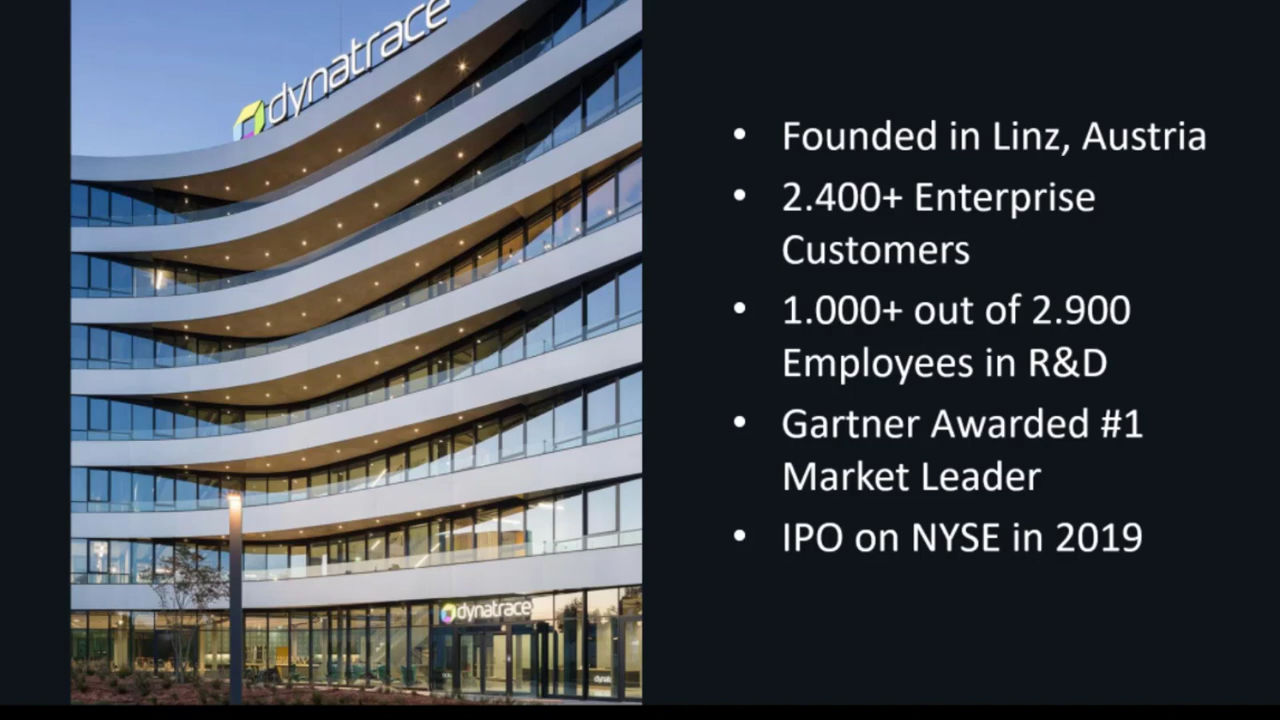 dynatrace
dynatrace
• Founded in Linz, Austria
• 2.400+ Enterprise
Customers
• 1.000+ out of 2.900
Employees in R&D
• Gartner Awarded #1
Market Leader
• IPO on NYSE in 2019